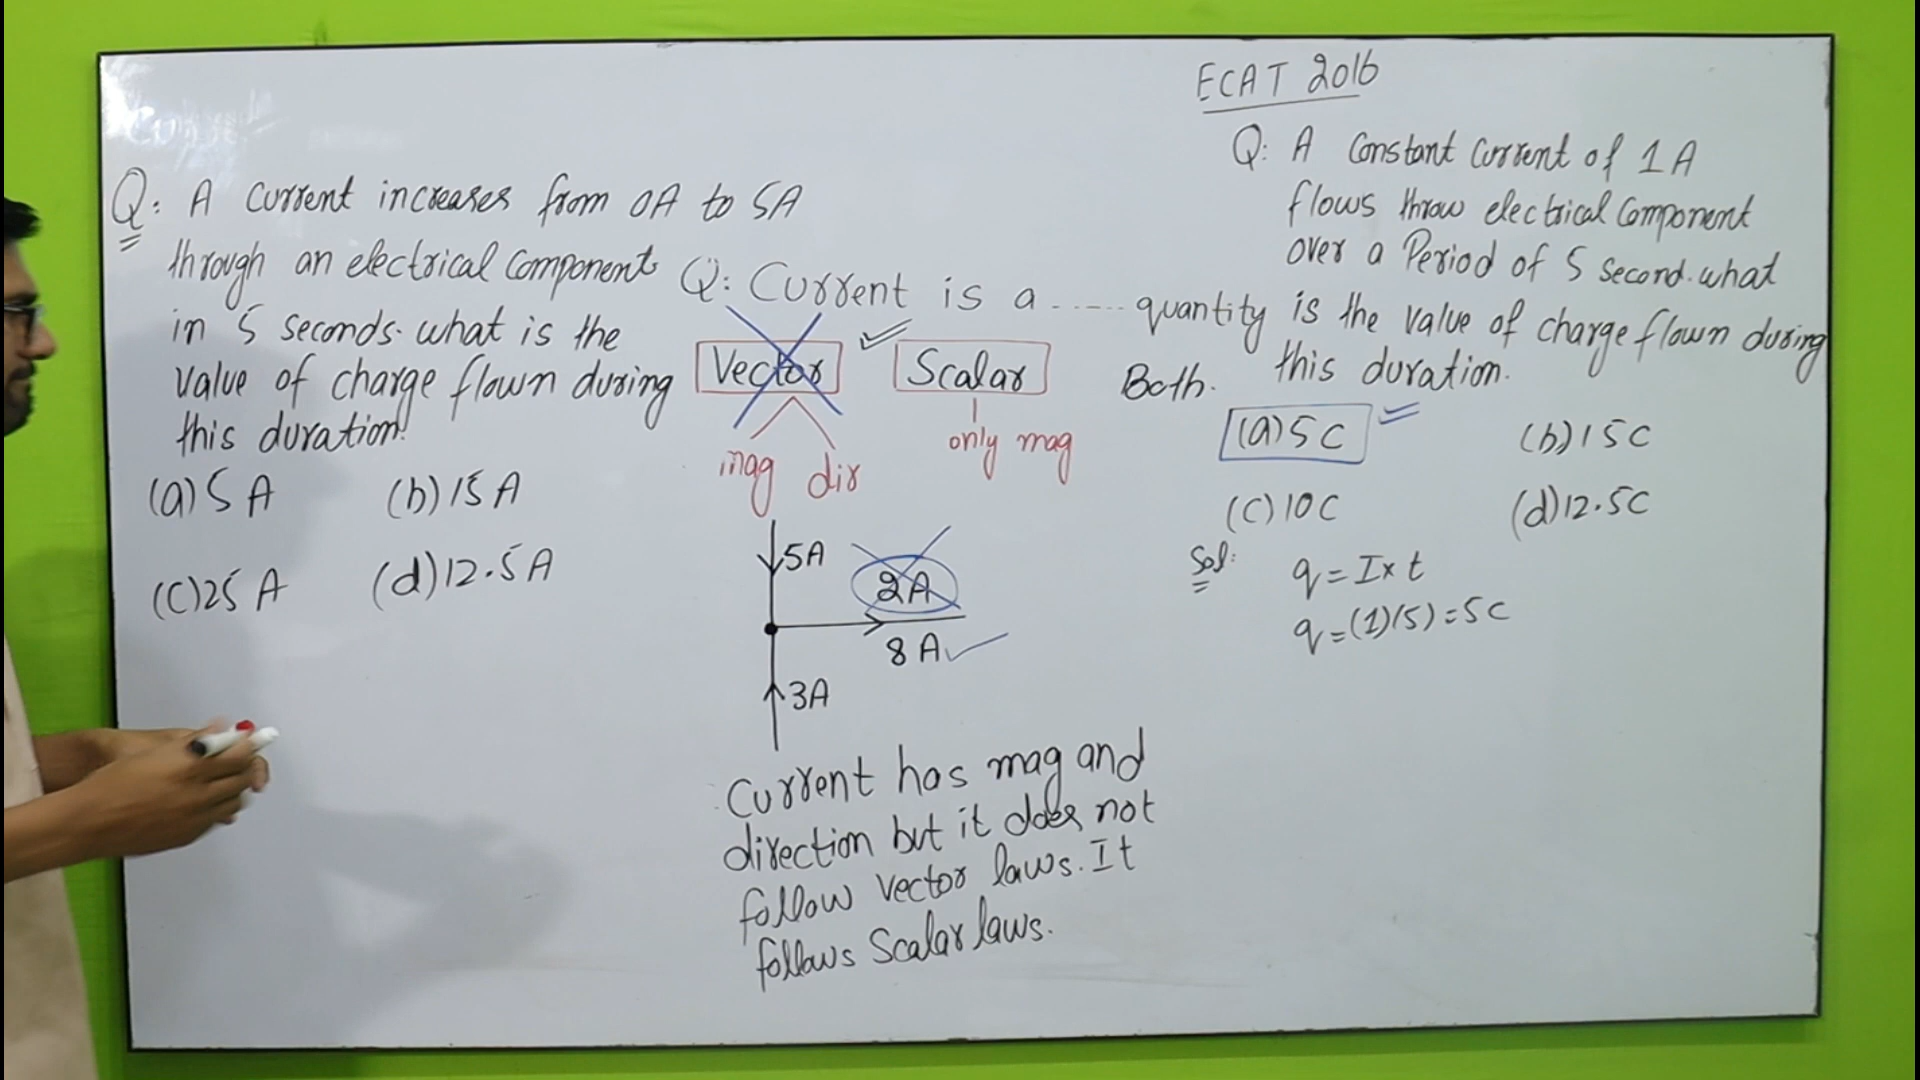 Q: A Current increases from 0A to 5A
through an electrical component
in 5 seconds. what is the
value of charge flown during
this duration.
(a) 5 A (b) 15 A
(c) 25 A (d) 12.5 A
Q: Current is a ...... quantity
Vector Scalar Both.
mag dir only mag
5A
2A
8 A
3A
Current has mag and
direction but it does not
follow Vector laws. It
follows Scalar laws.
ECAT 2016
Q: A Constant Current of 1 A
flows throw electrical Component
over a Period of 5 second. what
is the value of charge flown during
this duration.
(a) 5 C (b) 15C
(c) 10C (d) 12.5C
Sol: q = I x t
q = (1)(5) = 5C